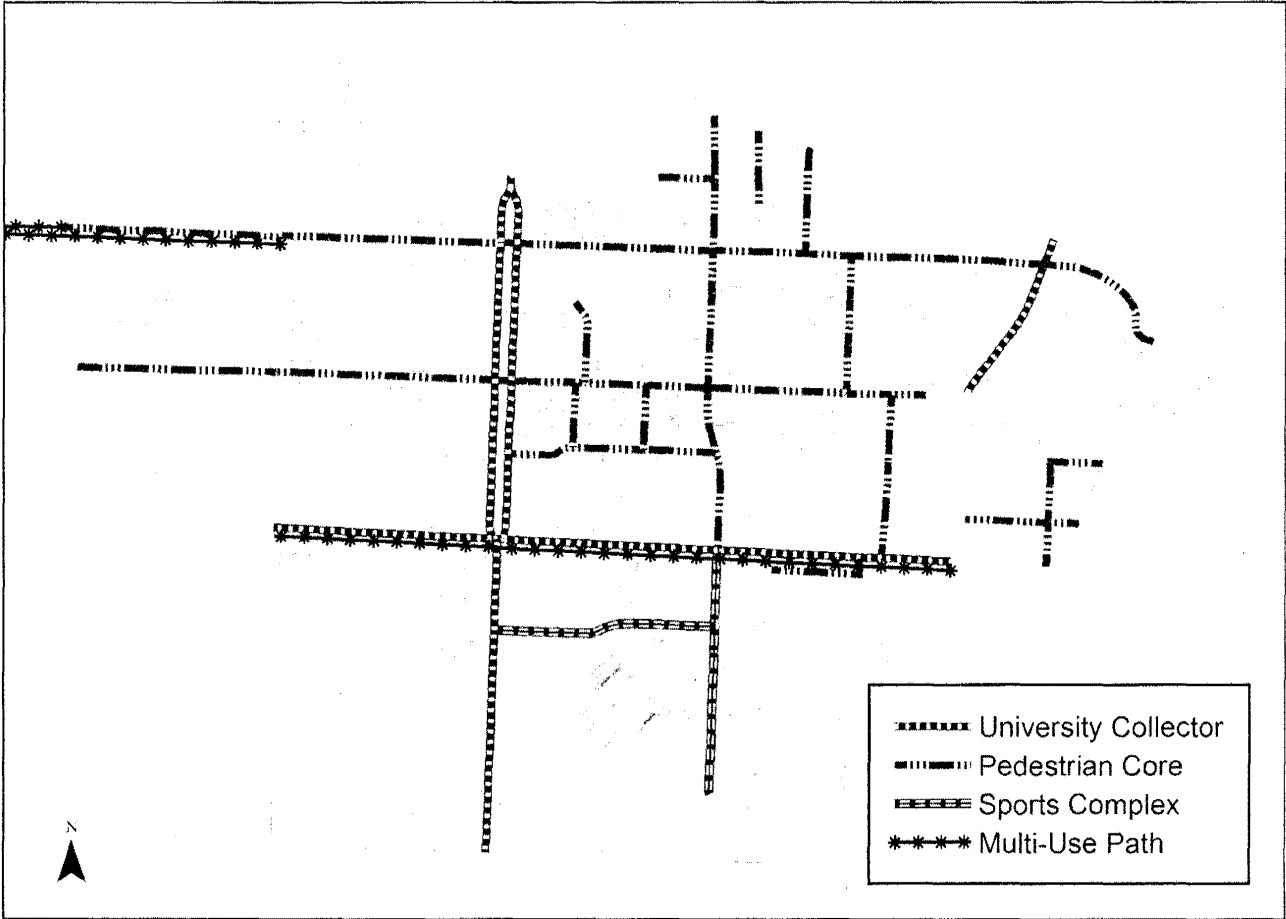 University Collector
Pedestrian Core
Sports Complex
Multi-Use Path
N